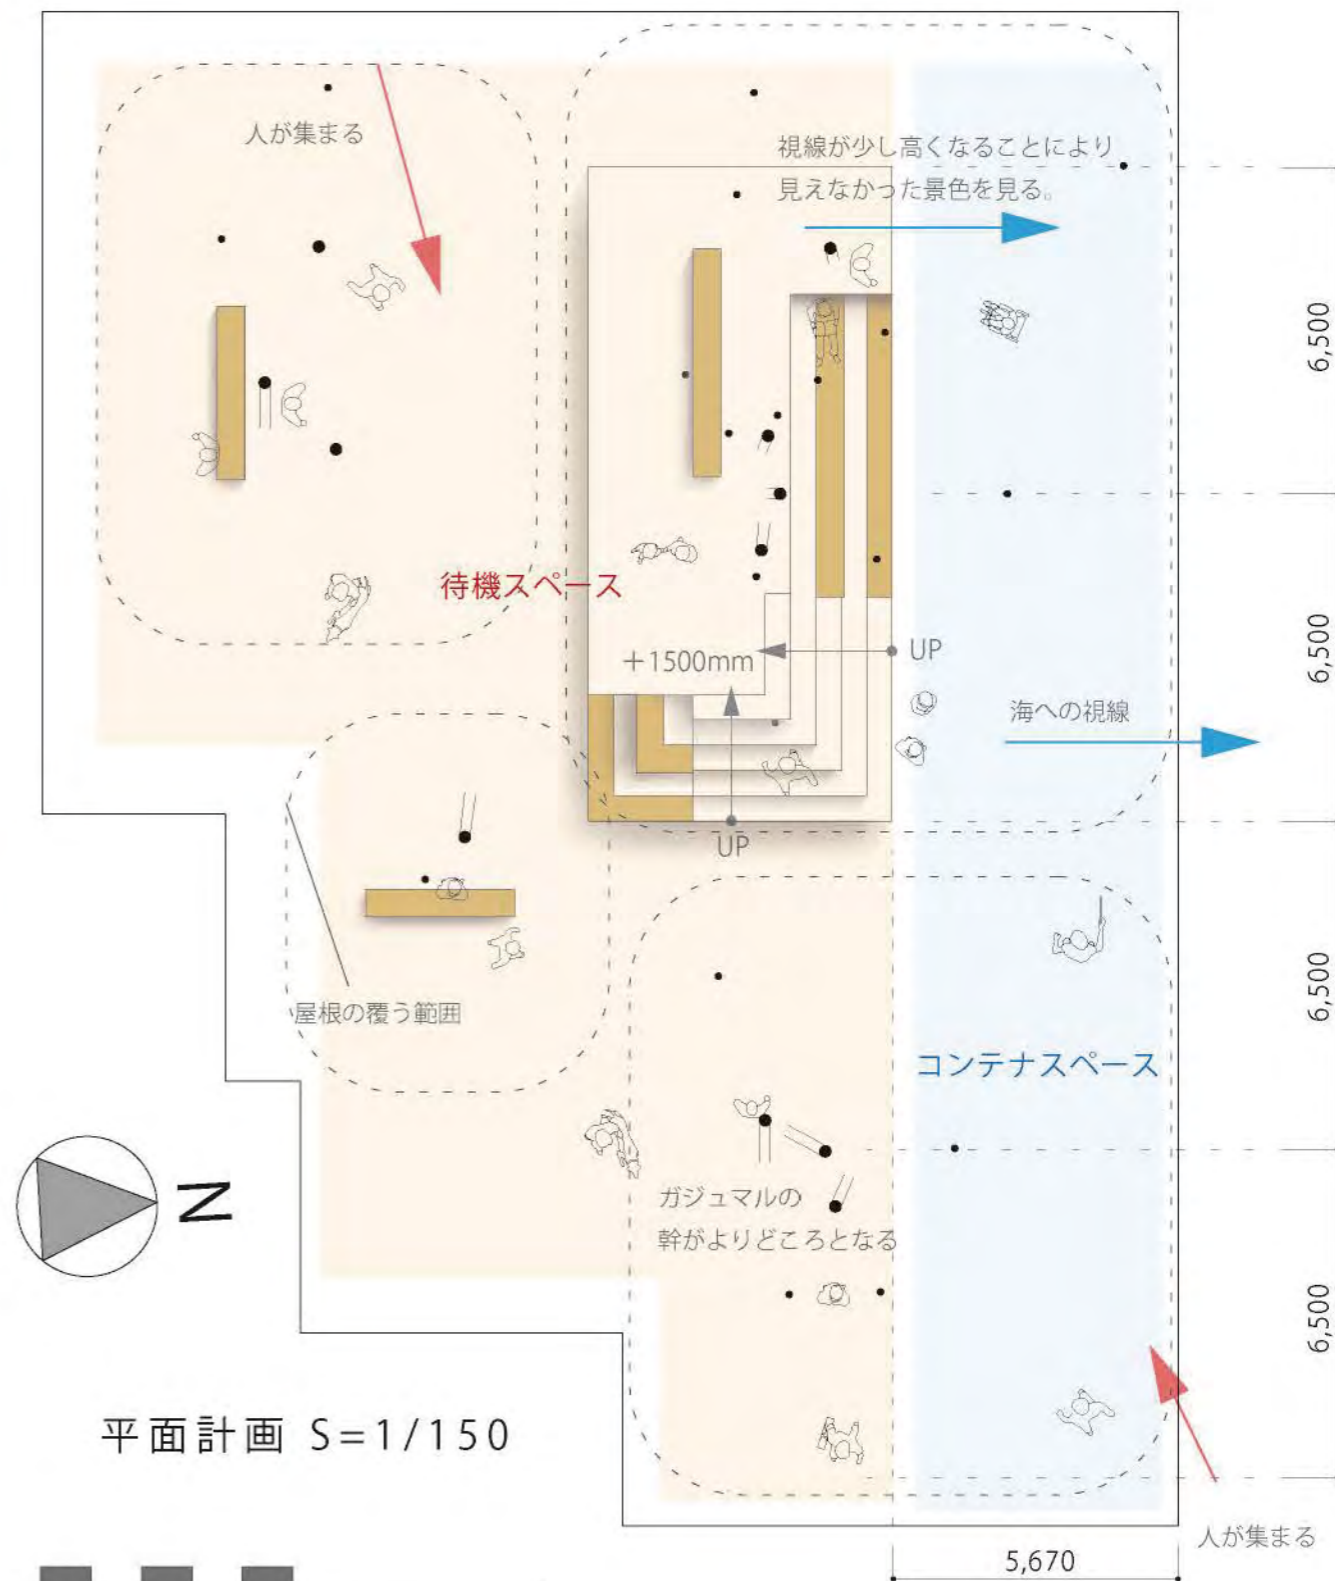 人が集まる
視線が少し高くなることにより
見えなかった景色を見る。
6,500
待機スペース
6,500
+1500mm
UP
海への視線
UP
屋根の覆う範囲
6,500
コンテナスペース
N
ガジュマルの
幹がよりどころとなる
6,500
平面計画 S=1/150
人が集まる
5,670